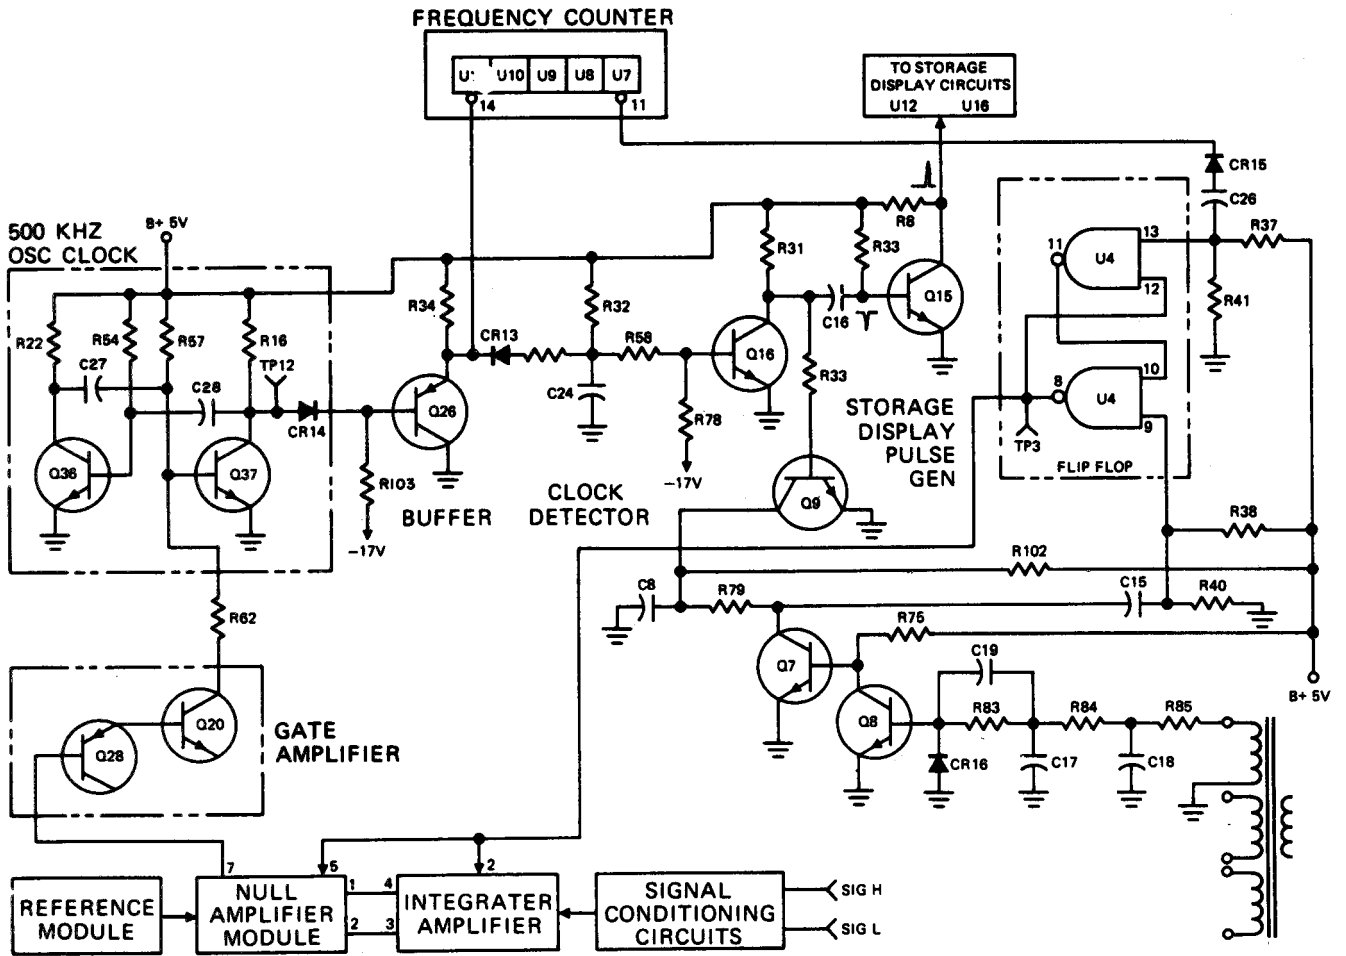 FREQUENCY COUNTER
U10 U9 U8 U7
14
11
TO STORAGE
DISPLAY CIRCUITS
U12 U16
CR15
C26
R37
R41
500 KHZ
OSC CLOCK
B+ 5V
R22
R54
R57
R16
TP12
C27
C28
CR14
Q36
Q37
R103
-17V
R34
CR13
Q26
BUFFER
R32
R58
C24
CLOCK
DETECTOR
R78
-17V
Q16
R31
R33
C16
R33
R8
Q15
Q9
STORAGE
DISPLAY
PULSE
GEN
11
U4
13
12
8
U4
10
9
TP3
FLIP FLOP
R38
R102
C8
R79
C15
R40
R75
Q7
Q8
C19
R83
R84
R85
CR16
C17
C18
B+ 5V
R62
Q20
Q28
GATE
AMPLIFIER
REFERENCE
MODULE
7
5
NULL
AMPLIFIER
MODULE
1
2
4
3
2
INTEGRATER
AMPLIFIER
SIGNAL
CONDITIONING
CIRCUITS
SIG H
SIG L